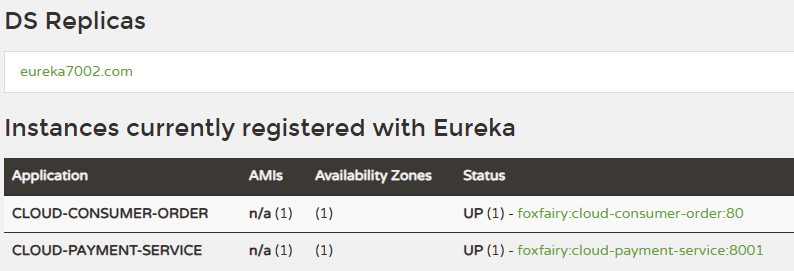 DS Replicas
eureka7002.com
Instances currently registered with Eureka
Application AMIs Availability Zones Status
CLOUD-CONSUMER-ORDER n/a (1) (1) UP (1) - foxfairy:cloud-consumer-order:80
CLOUD-PAYMENT-SERVICE n/a (1) (1) UP (1) - foxfairy:cloud-payment-service:8001